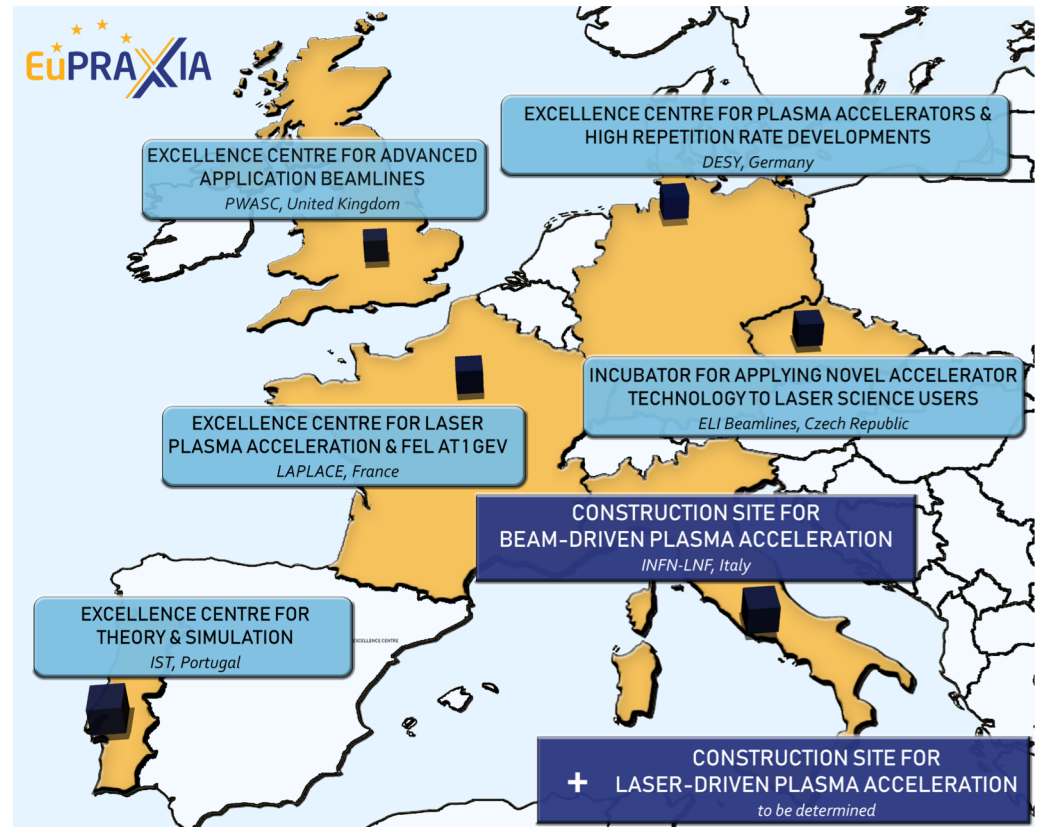 EuPRAXIA
EXCELLENCE CENTRE FOR PLASMA ACCELERATORS &
HIGH REPETITION RATE DEVELOPMENTS
DESY, Germany
EXCELLENCE CENTRE FOR ADVANCED
APPLICATION BEAMLINES
PWASC, United Kingdom
INCUBATOR FOR APPLYING NOVEL ACCELERATOR
TECHNOLOGY TO LASER SCIENCE USERS
ELI Beamlines, Czech Republic
EXCELLENCE CENTRE FOR LASER
PLASMA ACCELERATION & FEL AT 1 GEV
LAPLACE, France
CONSTRUCTION SITE FOR
BEAM-DRIVEN PLASMA ACCELERATION
INFN-LNF, Italy
EXCELLENCE CENTRE FOR
THEORY & SIMULATION
IST, Portugal
EXCELLENCE CENTRE
CONSTRUCTION SITE FOR
+ LASER-DRIVEN PLASMA ACCELERATION
to be determined